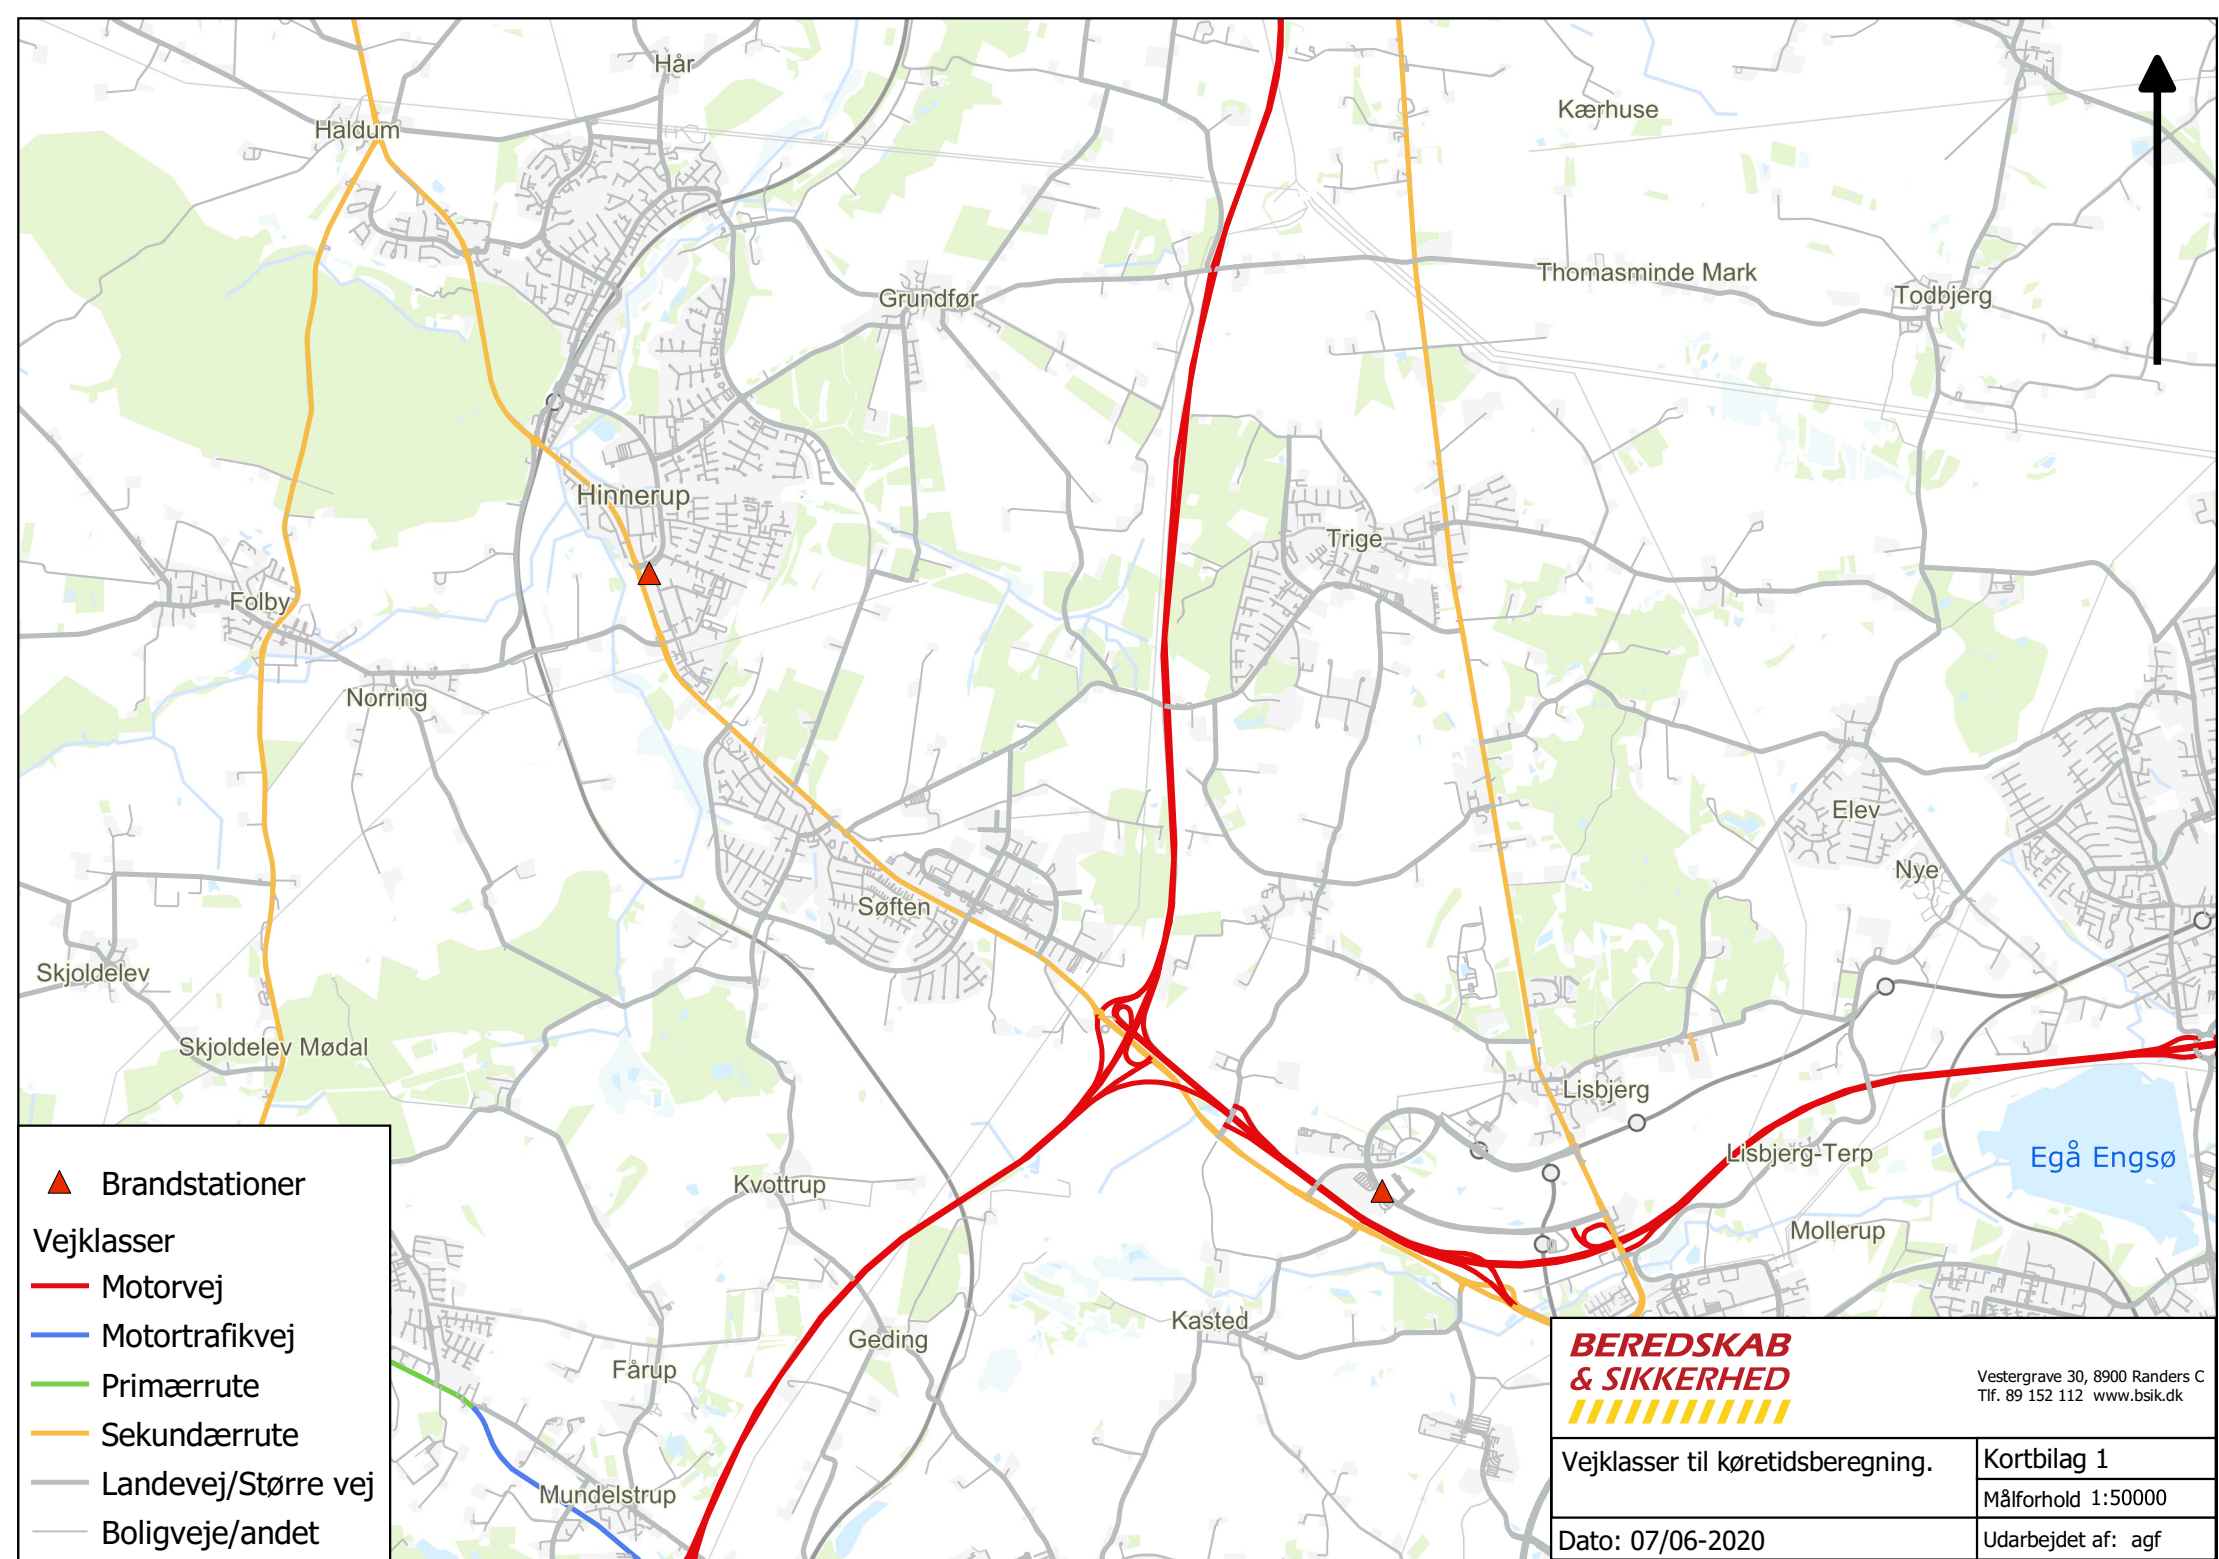 Hår
Kærhuse
Haldum
Thomasminde Mark
Todbjerg
Grundfør
Hinnerup
Trige
Folby
Norring
Elev
Nye
Søften
Skjoldelev
Skjoldelev Mødal
Lisbjerg
Lisbjerg-Terp
Egå Engsø
Kvottrup
Mollerup
Kasted
Geding
Fårup
Mundelstrup
Brandstationer
Vejklasser
Motorvej
Motortrafikvej
Primærrute
Sekundærrute
Landevej/Større vej
Boligveje/andet
BEREDSKAB
& SIKKERHED
Vestergrave 30, 8900 Randers C
Tlf. 89 152 112 www.bsik.dk
Vejklasser til køretidsberegning.
Kortbilag 1
Målforhold 1:50000
Dato: 07/06-2020
Udarbejdet af: agf